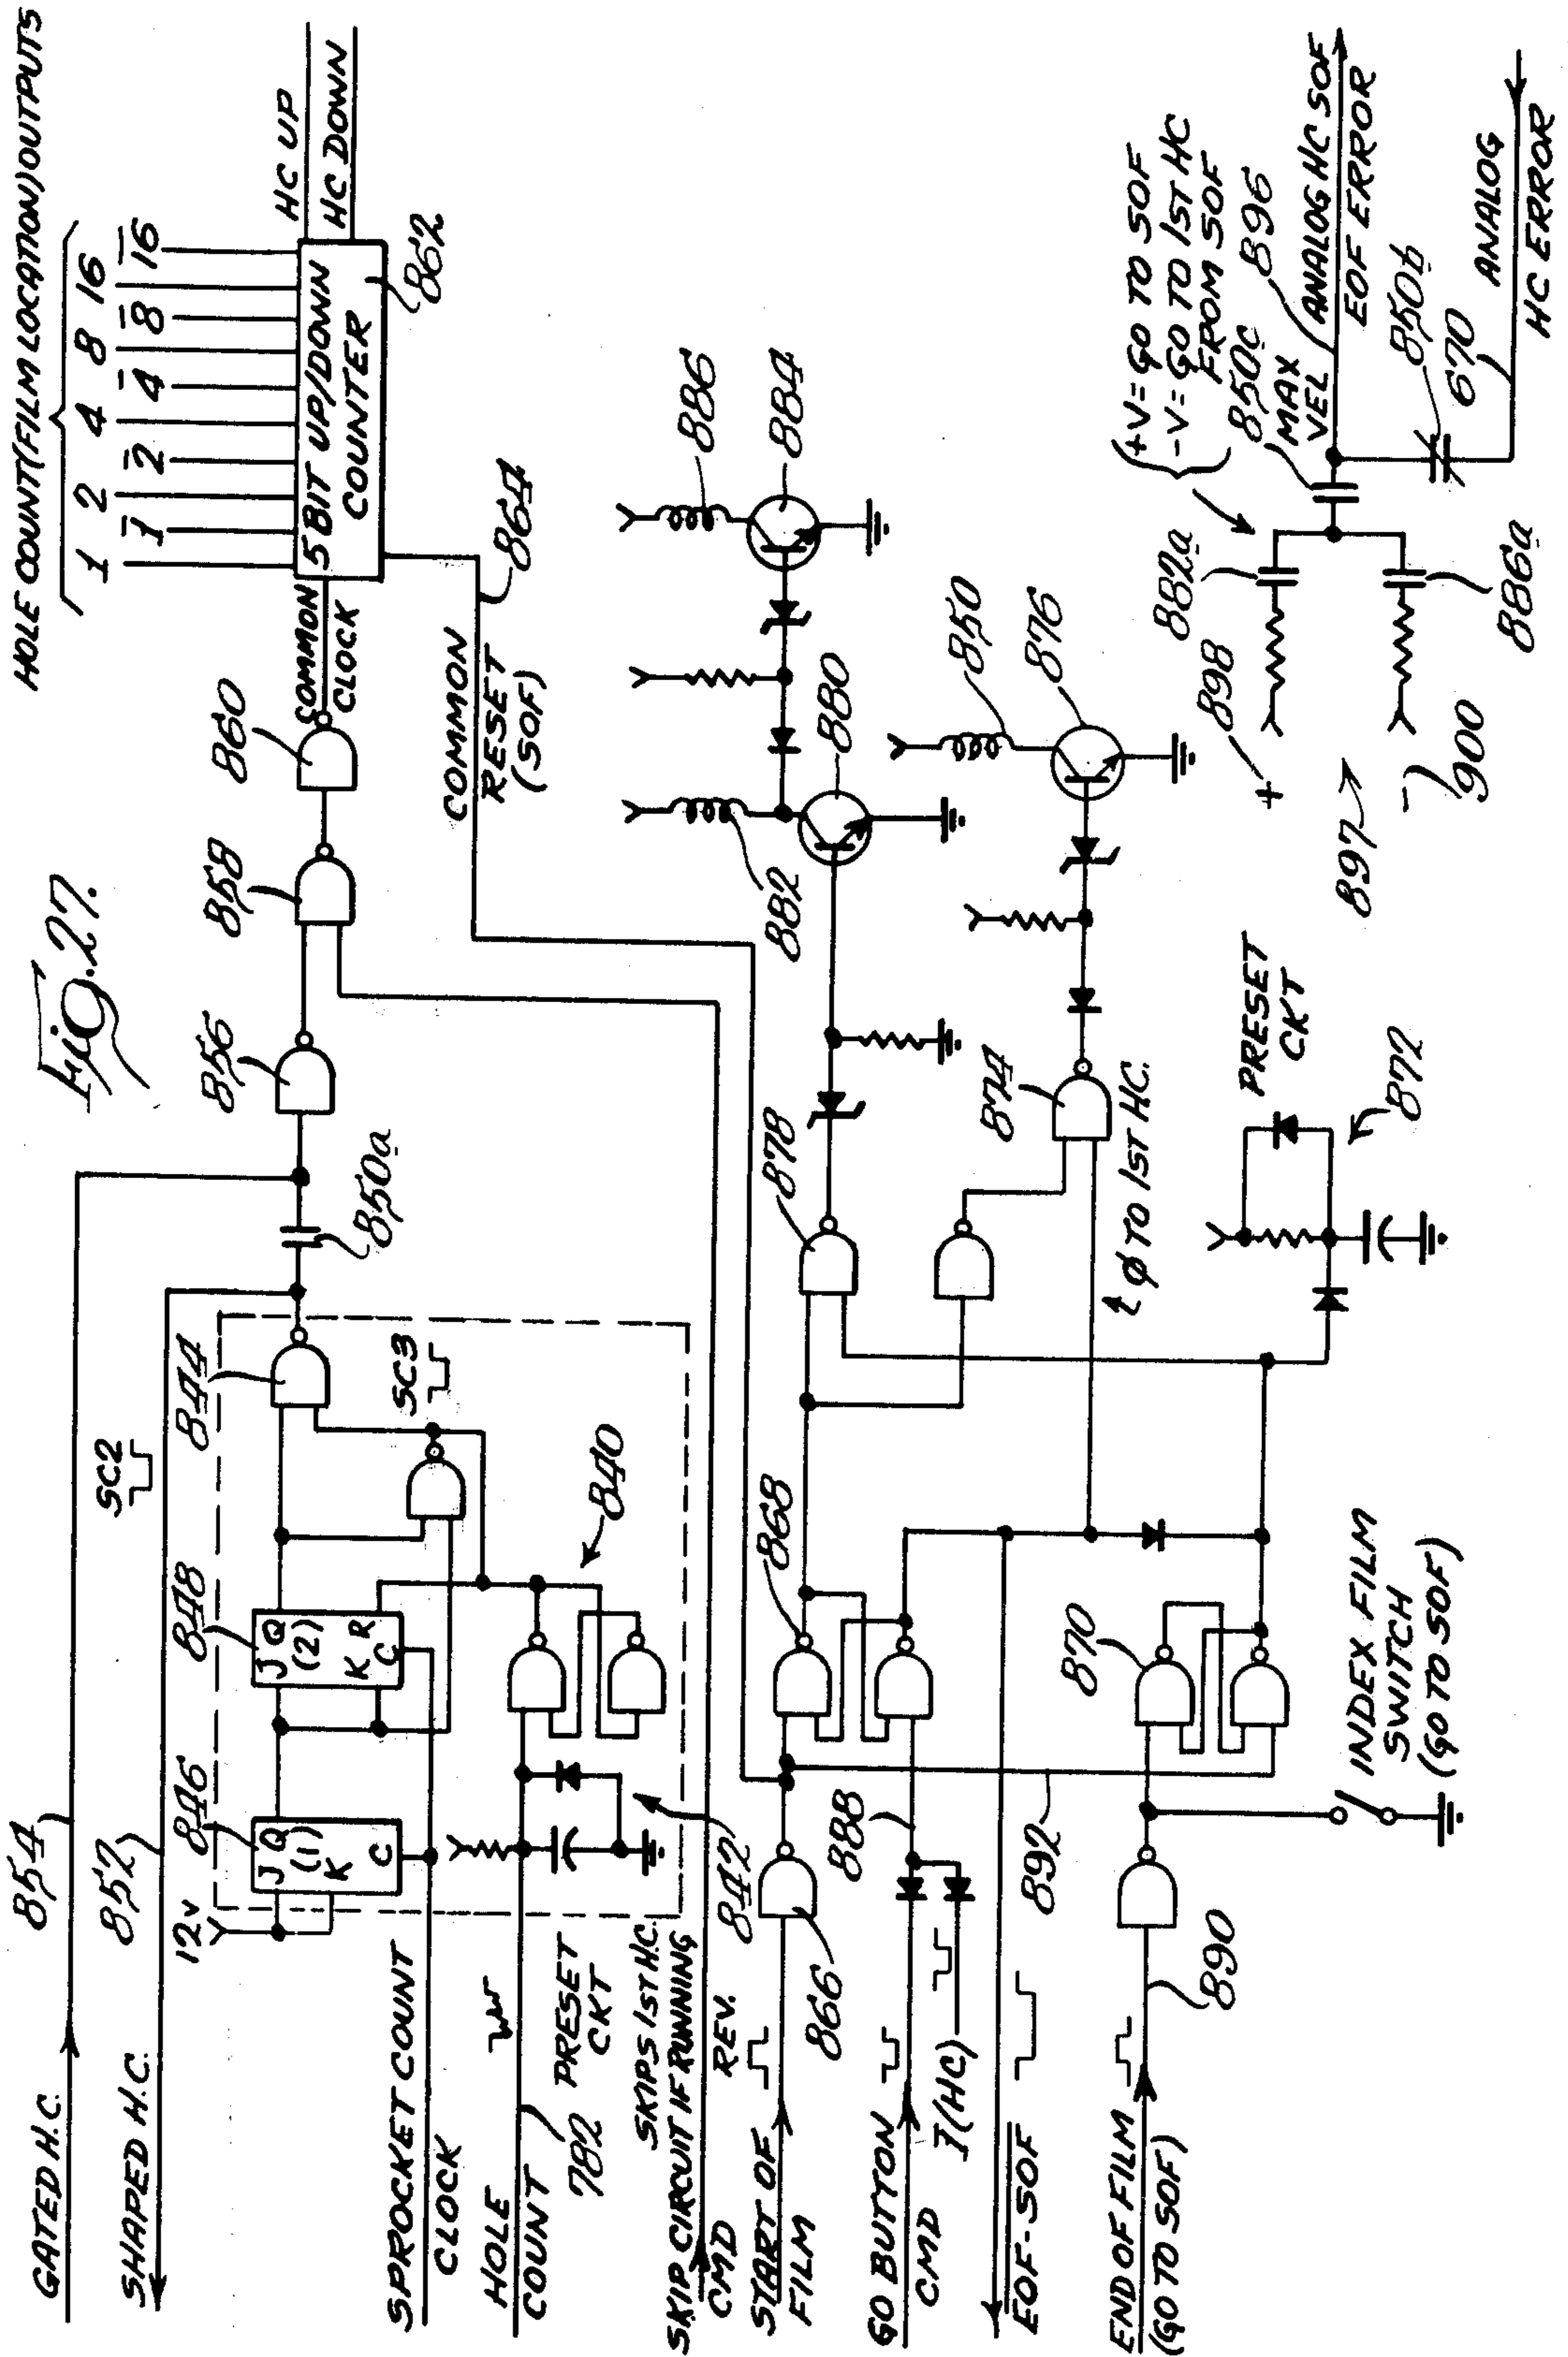 Fig. 27.
HOLE COUNT (FILM LOCATION) OUTPUTS
1 1̅ 2 2̅ 4 4̅ 8 8̅ 16 1̅6̅
5 BIT UP/DOWN
COUNTER
862
HC UP
HC DOWN
COMMON
CLOCK
860
858
856
850a
854
852
GATED H.C.
SHAPED H.C.
SC2
844
SC3
848
J Q
(2)
K R
C
846
J Q
(1)
K
C
12V
840
842
SPROCKET COUNT
CLOCK
HOLE
COUNT
782
PRESET
CKT
SKIPS 1ST H.C.
SKIP CIRCUIT IF RUNNING
CMD
REV.
COMMON
RESET
(SOF)
864
START OF
FILM
866
868
GO BUTTON
CMD
888
I(HC)
EOF-SOF
892
END OF FILM
(GO TO SOF)
890
870
INDEX FILM
SWITCH
(GO TO SOF)
878
874
∅ TO 1ST HC.
PRESET
CKT
872
882
880
886
884
850
876
+V = GO TO SOF
-V = GO TO 1ST HC
FROM SOF
850c
896
MAX
VEL
882a
898
+
897
-
900
886a
ANALOG HC SOF
EOF ERROR
850b
670
ANALOG
HC ERROR